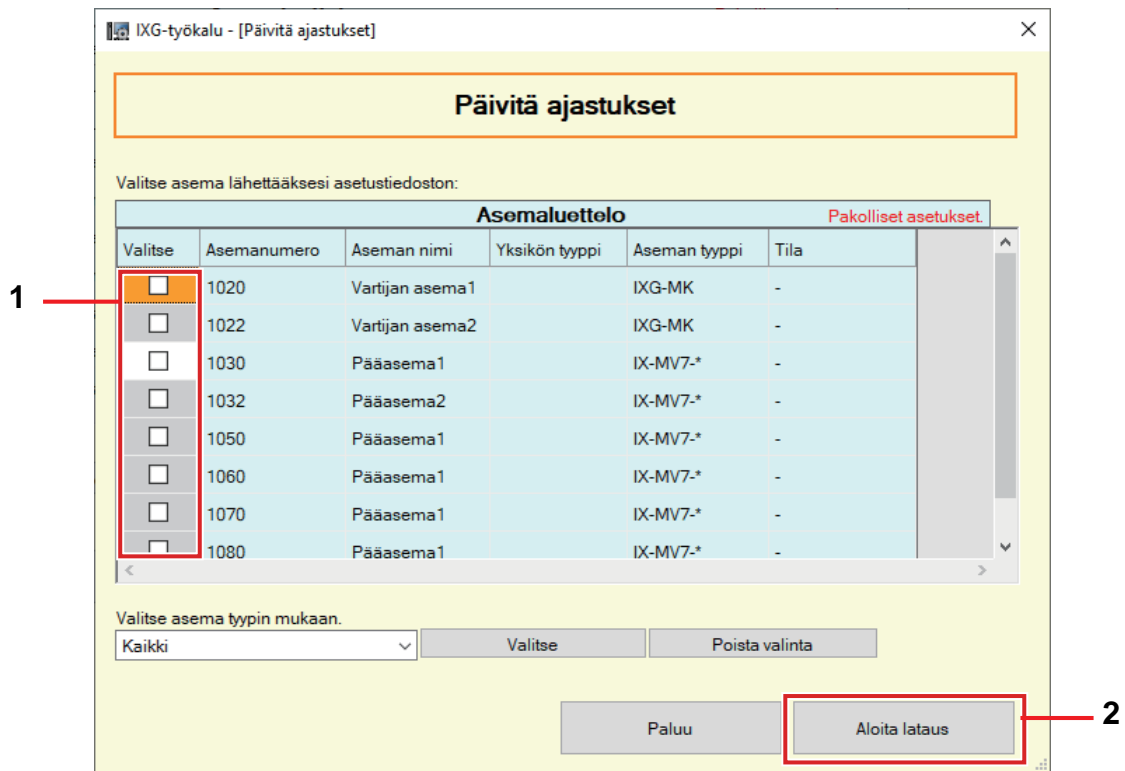 IXG-työkalu - [Päivitä ajastukset]
Päivitä ajastukset
Valitse asema lähettääksesi asetustiedoston:
Asemaluettelo Pakolliset asetukset.
Valitse Asemanumero Aseman nimi Yksikön tyyppi Aseman tyyppi Tila
1020 Vartijan asema1 IXG-MK -
1
1022 Vartijan asema2 IXG-MK -
1030 Pääasema1 IX-MV7-* -
1032 Pääasema2 IX-MV7-* -
1050 Pääasema1 IX-MV7-* -
1060 Pääasema1 IX-MV7-* -
1070 Pääasema1 IX-MV7-* -
1080 Pääasema1 IX-MV7-* -
Valitse asema tyypin mukaan.
Kaikki Valitse Poista valinta
Paluu Aloita lataus 2